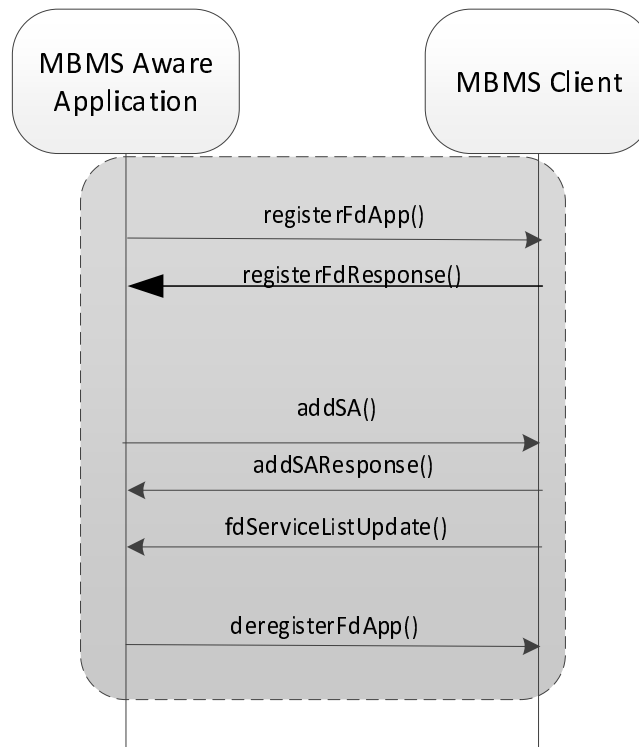 MBMS Aware
Application
MBMS Client
registerFdApp()
registerFdResponse()
addSA()
addSAResponse()
fdServiceListUpdate()
deregisterFdApp()